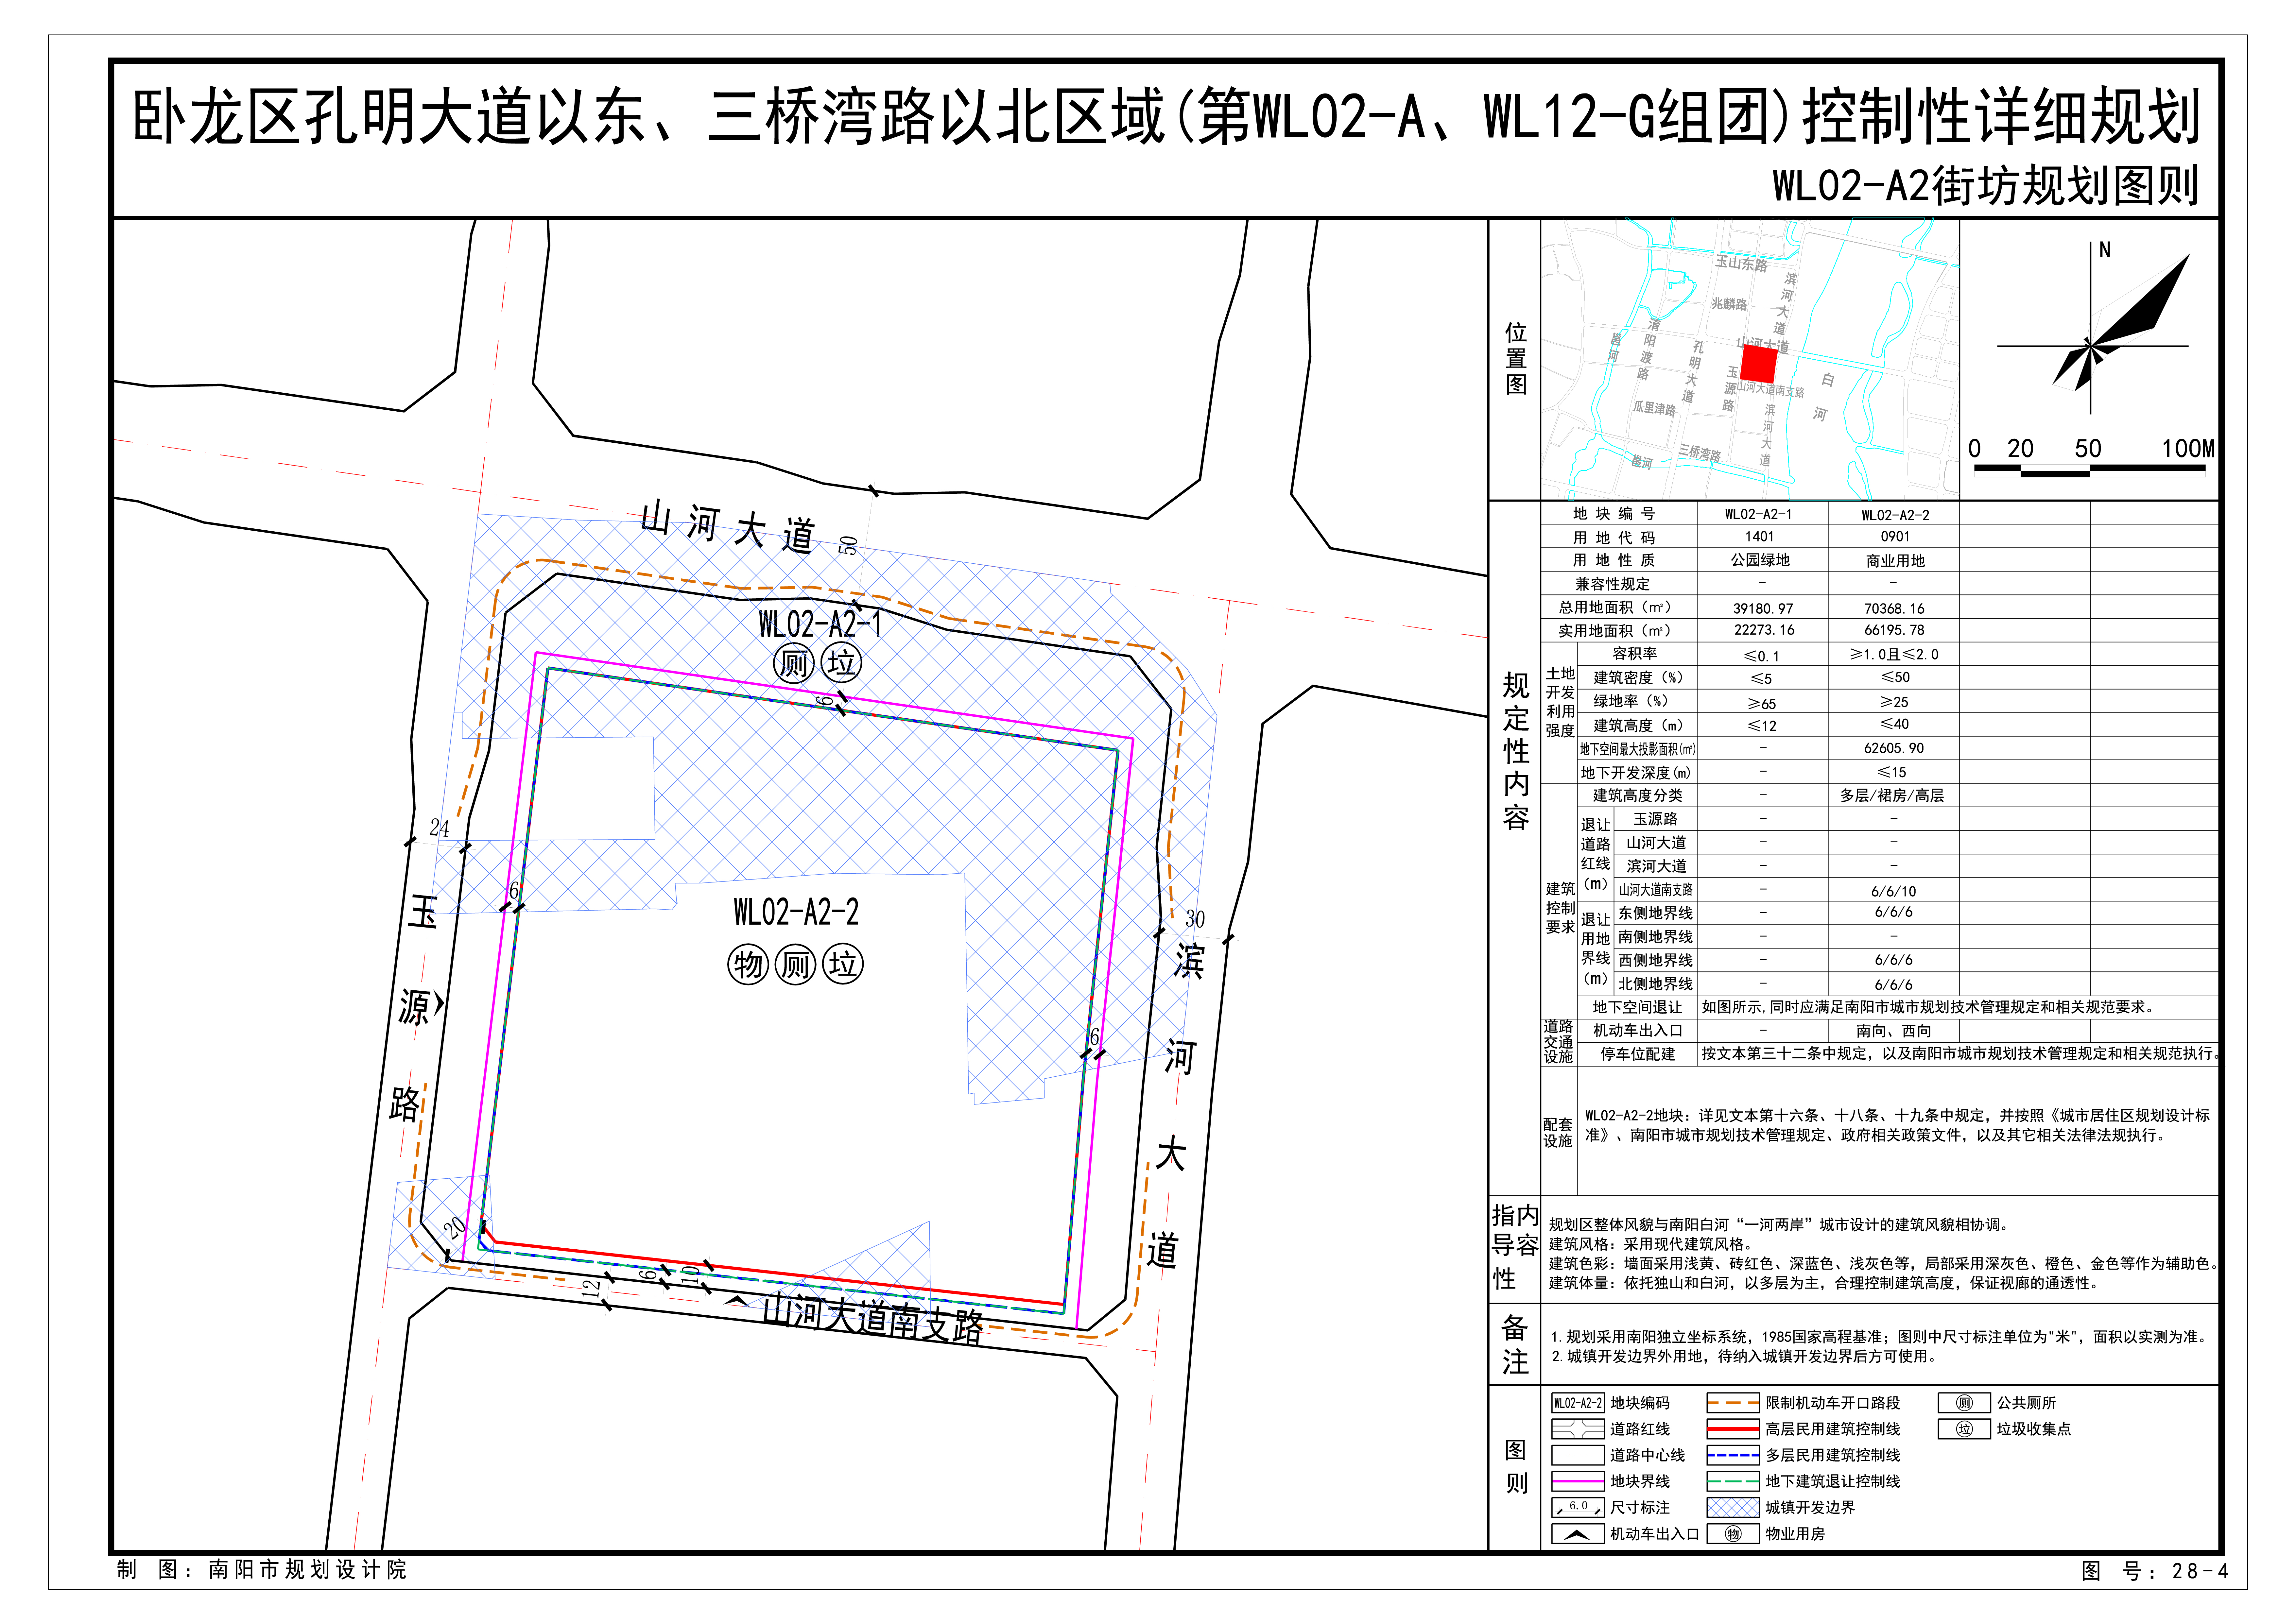 卧龙区孔明大道以东、三桥湾路以北区域(第WL02-A、WL12-G组团)控制性详细规划
WL02-A2街坊规划图则
山河大道
50
WL02-A2-1
厕 垃
6
24
6
玉源路
WL02-A2-2
物 厕 垃
30
滨河大道
6
20
12
6
10
山河大道南支路
位置图
玉山东路
滨河大道
兆麟路
淯阳渡路
邕河
孔明大道
山河大道
玉源路
山河大道南支路
白河
瓜里津路
滨河大道
三桥湾路
邕河
N
0 20 50 100M
规定性内容
地块编号 WL02-A2-1 WL02-A2-2
用地代码 1401 0901
用地性质 公园绿地 商业用地
兼容性规定 - -
总用地面积（㎡） 39180.97 70368.16
实用地面积（㎡） 22273.16 66195.78
土地开发利用强度
容积率 ≤0.1 ≥1.0且≤2.0
建筑密度（%） ≤5 ≤50
绿地率（%） ≥65 ≥25
建筑高度（m） ≤12 ≤40
地下空间最大投影面积(㎡) - 62605.90
地下开发深度(m) - ≤15
建筑控制要求
建筑高度分类 - 多层/裙房/高层
退让道路红线(m)
玉源路 - -
山河大道 - -
滨河大道 - -
山河大道南支路 - 6/6/10
退让用地界线(m)
东侧地界线 - 6/6/6
南侧地界线 - -
西侧地界线 - 6/6/6
北侧地界线 - 6/6/6
地下空间退让 如图所示,同时应满足南阳市城市规划技术管理规定和相关规范要求。
道路交通设施
机动车出入口 - 南向、西向
停车位配建 按文本第三十二条中规定，以及南阳市城市规划技术管理规定和相关规范执行。
配套设施
WL02-A2-2地块：详见文本第十六条、十八条、十九条中规定，并按照《城市居住区规划设计标
准》、南阳市城市规划技术管理规定、政府相关政策文件，以及其它相关法律法规执行。
指导性内容
规划区整体风貌与南阳白河“一河两岸”城市设计的建筑风貌相协调。
建筑风格：采用现代建筑风格。
建筑色彩：墙面采用浅黄、砖红色、深蓝色、浅灰色等，局部采用深灰色、橙色、金色等作为辅助色。
建筑体量：依托独山和白河，以多层为主，合理控制建筑高度，保证视廊的通透性。
备注
1.规划采用南阳独立坐标系统，1985国家高程基准；图则中尺寸标注单位为"米"，面积以实测为准。
2.城镇开发边界外用地，待纳入城镇开发边界后方可使用。
图则
WL02-A2-2 地块编码 限制机动车开口路段 厕 公共厕所
道路红线 高层民用建筑控制线 垃 垃圾收集点
道路中心线 多层民用建筑控制线
地块界线 地下建筑退让控制线
6.0 尺寸标注 城镇开发边界
机动车出入口 物 物业用房
制 图：南阳市规划设计院
图 号：28-4